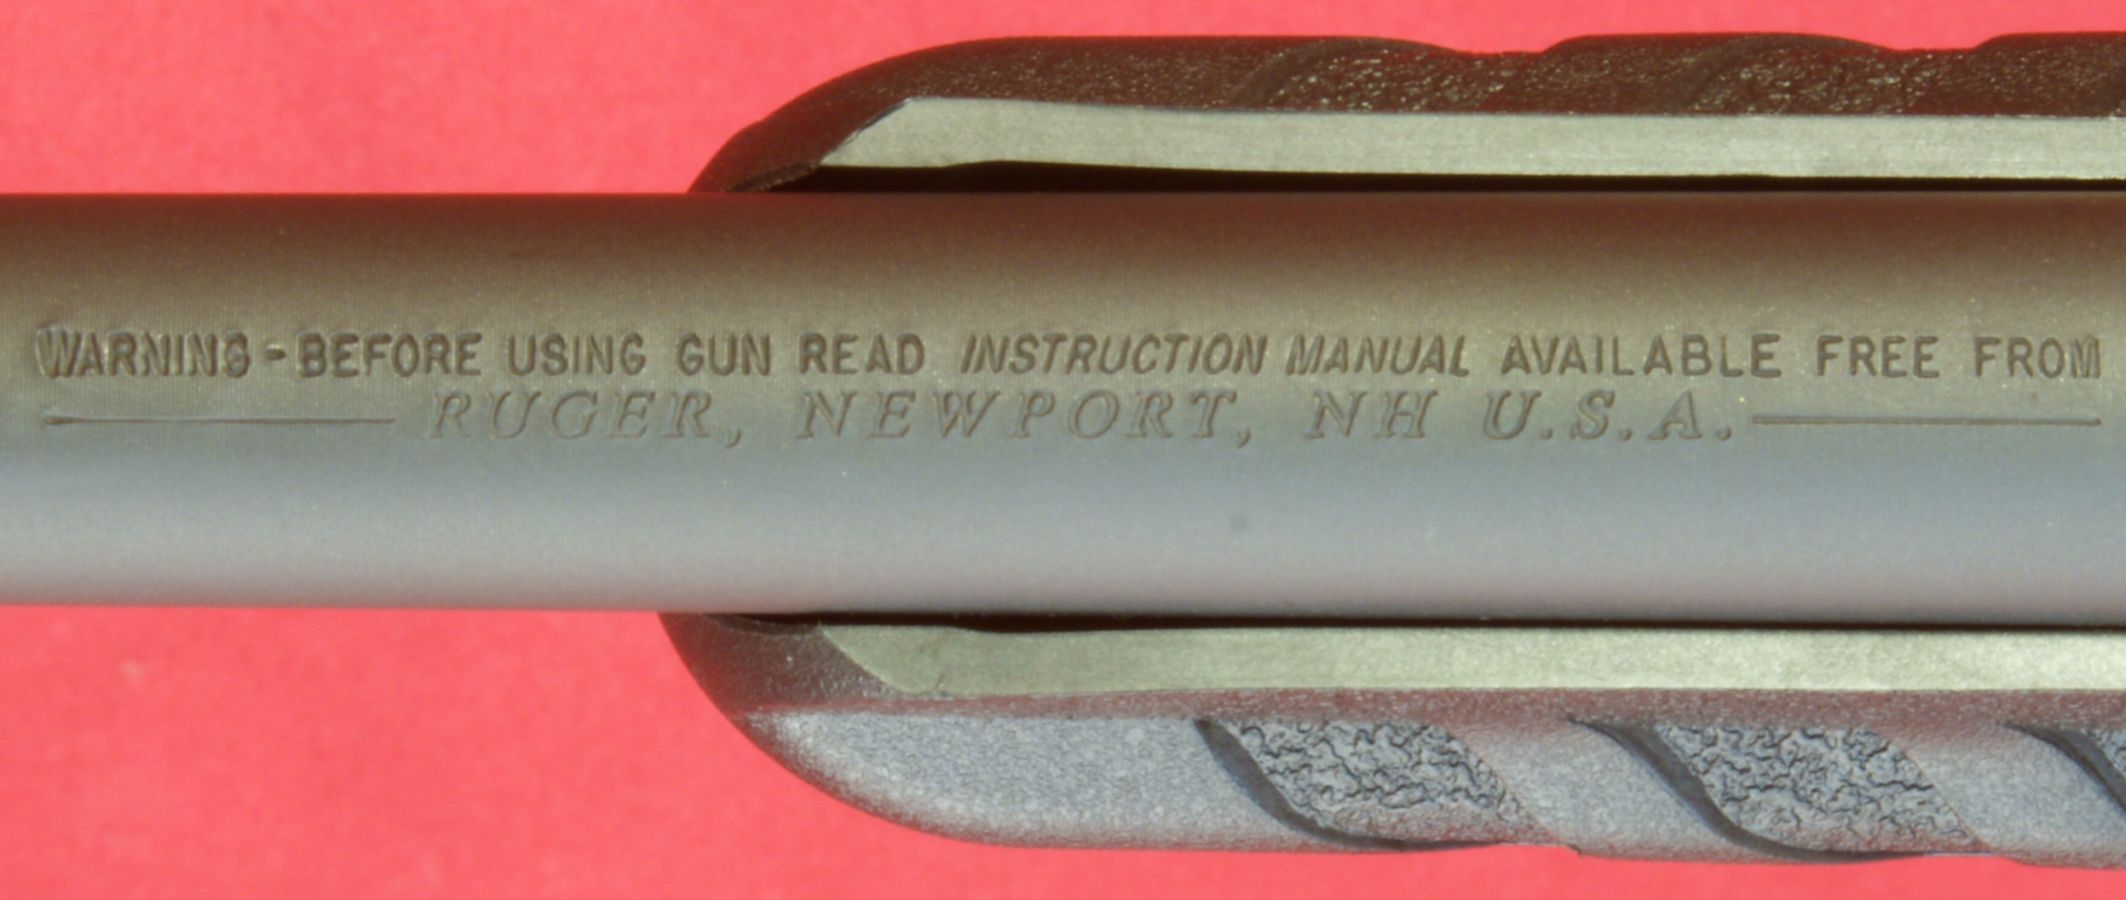 WARNING - BEFORE USING GUN READ INSTRUCTION MANUAL AVAILABLE FREE FROM
RUGER, NEWPORT, NH U.S.A.